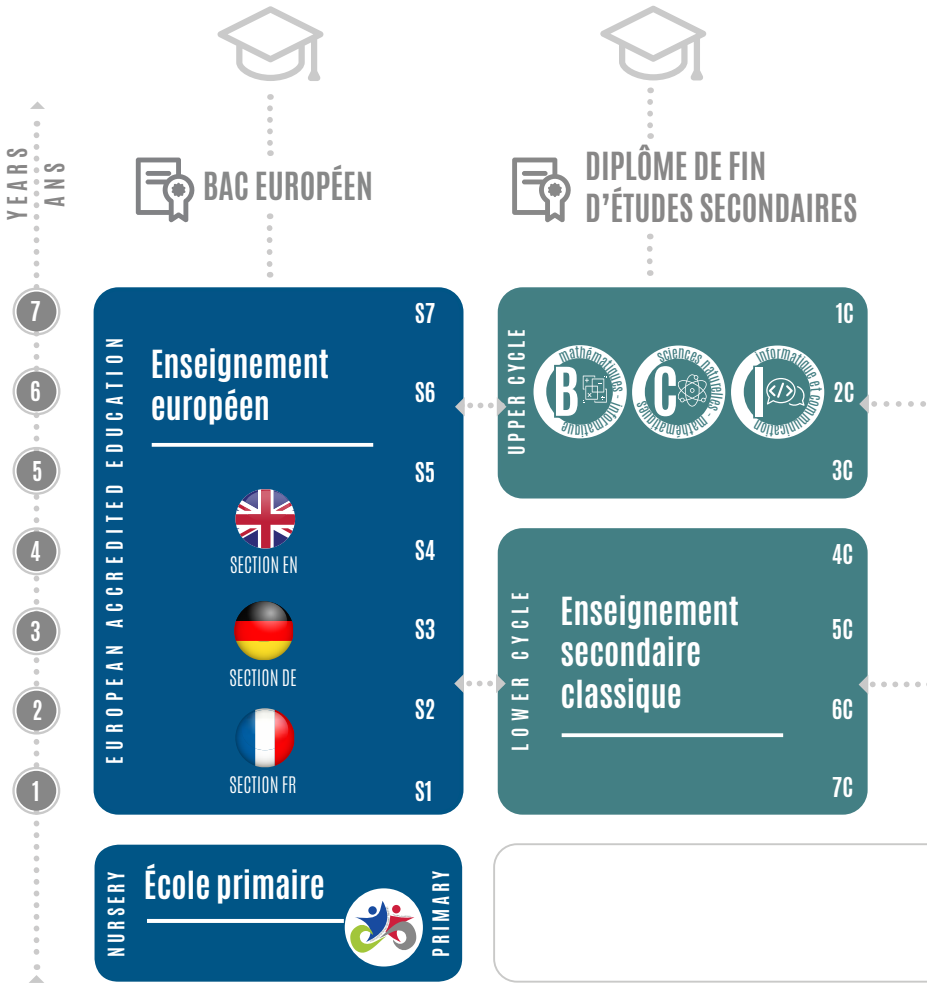 YEARS
ANS
BAC EUROPÉEN
DIPLÔME DE FIN
D'ÉTUDES SECONDAIRES
7
6
5
4
3
2
1
EUROPEAN ACCREDITED EDUCATION
Enseignement
européen
SECTION EN
SECTION DE
SECTION FR
S7
S6
S5
S4
S3
S2
S1
UPPER CYCLE
mathématiques - informatique
B
sciences naturelles - mathématiques
C
informatique et communication
I
1C
2C
3C
LOWER CYCLE
Enseignement
secondaire
classique
4C
5C
6C
7C
NURSERY
École primaire
PRIMARY